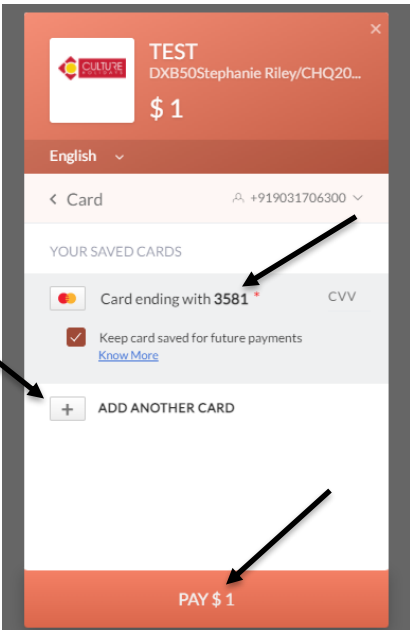 CULTURE
HOLIDAYS
TEST
DXB50Stephanie Riley/CHQ20...
$ 1
English
Card
+919031706300
YOUR SAVED CARDS
Card ending with 3581 * CVV
Keep card saved for future payments
Know More
+ ADD ANOTHER CARD
PAY $ 1